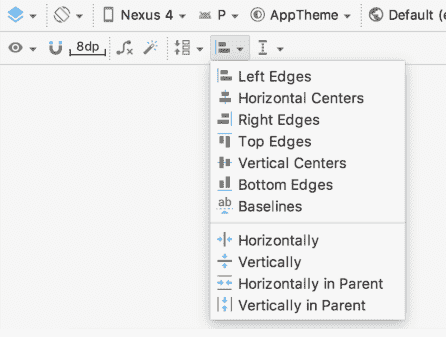 Nexus 4 P AppTheme Default (e
8dp
Left Edges
Horizontal Centers
Right Edges
Top Edges
Vertical Centers
Bottom Edges
ab Baselines
Horizontally
Vertically
Horizontally in Parent
Vertically in Parent